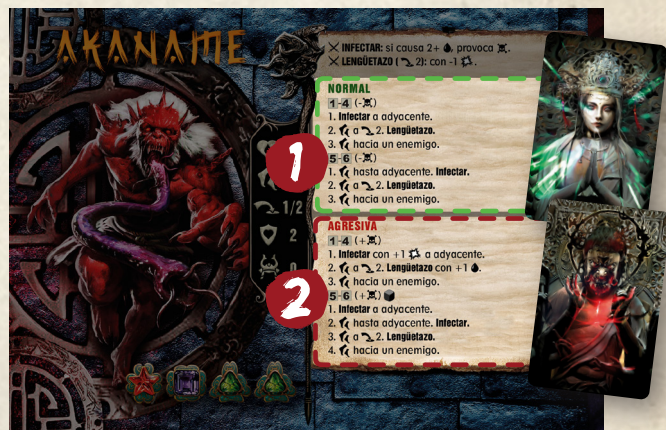 AKANAME
INFECTAR: si causa 2+ , provoca .
LENGÜETAZO ( 2): con -1 .
NORMAL
1-4 (- )
1. Infectar a adyacente.
2. a 2. Lengüetazo.
3. hacia un enemigo.
5-6 (- )
1. hasta adyacente. Infectar.
2. a 2. Lengüetazo.
3. hacia un enemigo.
1
1/2
2
0
AGRESIVA
1-4 (+ )
1. Infectar con +1 a adyacente.
2. a 2. Lengüetazo con +1 .
3. hacia un enemigo.
5-6 (+ )
1. Infectar a adyacente.
2. hasta adyacente. Infectar.
3. a 2. Lengüetazo.
4. hacia un enemigo.
2